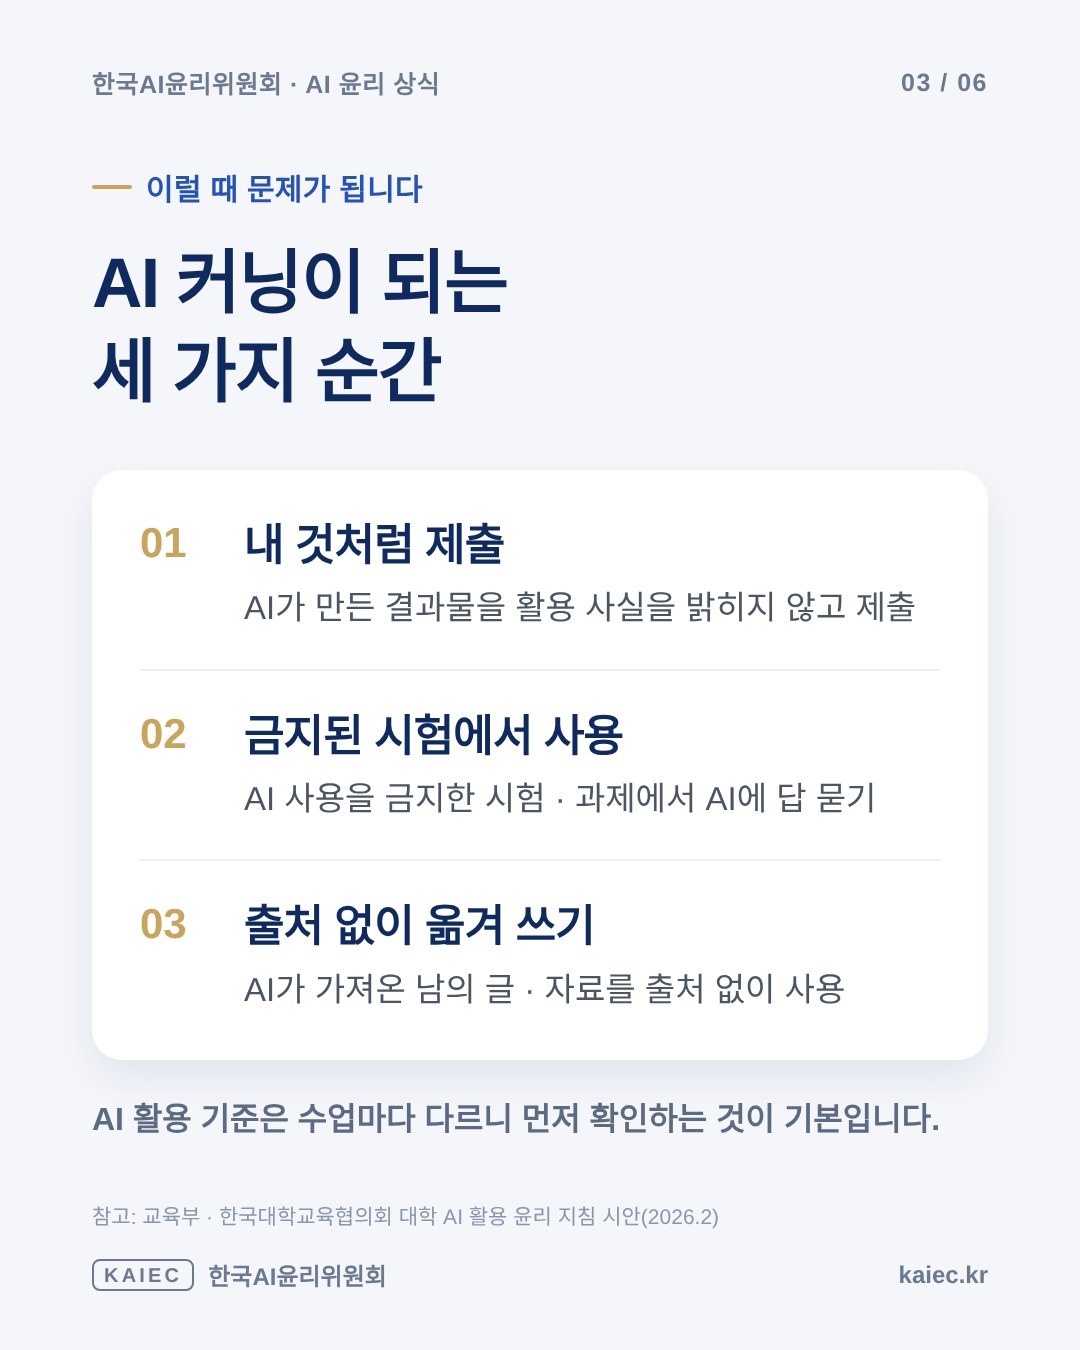 한국AI윤리위원회 · AI 윤리 상식
03 / 06
이럴 때 문제가 됩니다
AI 커닝이 되는
세 가지 순간
01
내 것처럼 제출
AI가 만든 결과물을 활용 사실을 밝히지 않고 제출
02
금지된 시험에서 사용
AI 사용을 금지한 시험 · 과제에서 AI에 답 묻기
03
출처 없이 옮겨 쓰기
AI가 가져온 남의 글 · 자료를 출처 없이 사용
AI 활용 기준은 수업마다 다르니 먼저 확인하는 것이 기본입니다.
참고: 교육부 · 한국대학교육협의회 대학 AI 활용 윤리 지침 시안(2026.2)
KAIEC 한국AI윤리위원회
kaiec.kr